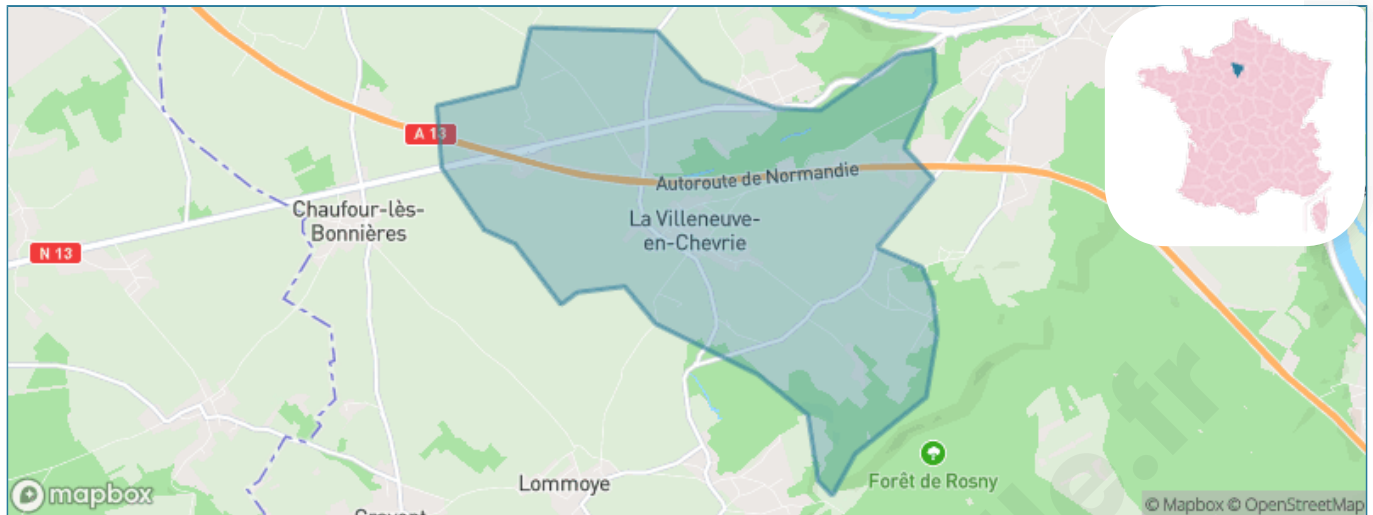 A 13
Autoroute de Normandie
La Villeneuve-
en-Chevrie
Chaufour-lès-
Bonnières
N 13
Lommoye
Forêt de Rosny
mapbox
© Mapbox © OpenStreetMap